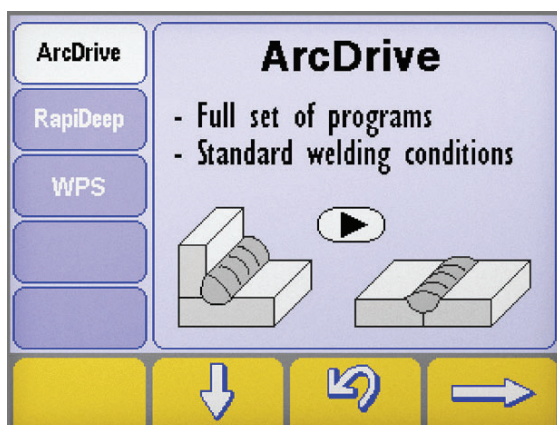 ArcDrive
RapiDeep
WPS
ArcDrive
- Full set of programs
- Standard welding conditions